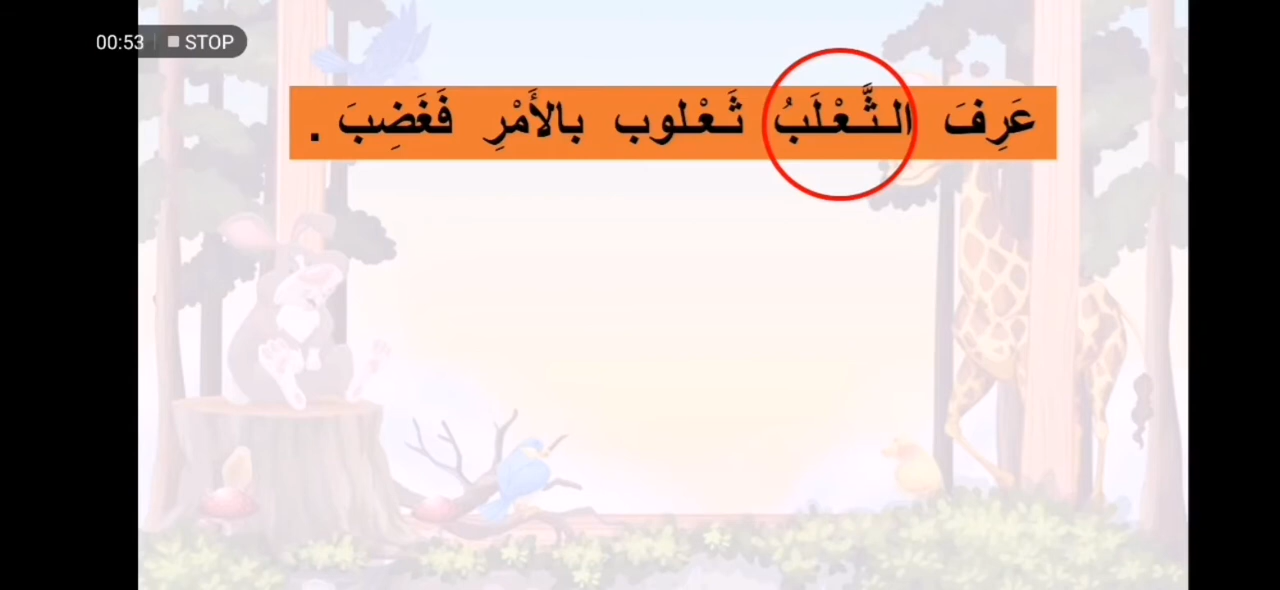 00:53 STOP
عَرِفَ الثَّعْلَبُ ثَعْلوب بالأَمْرِ فَغَضِبَ .